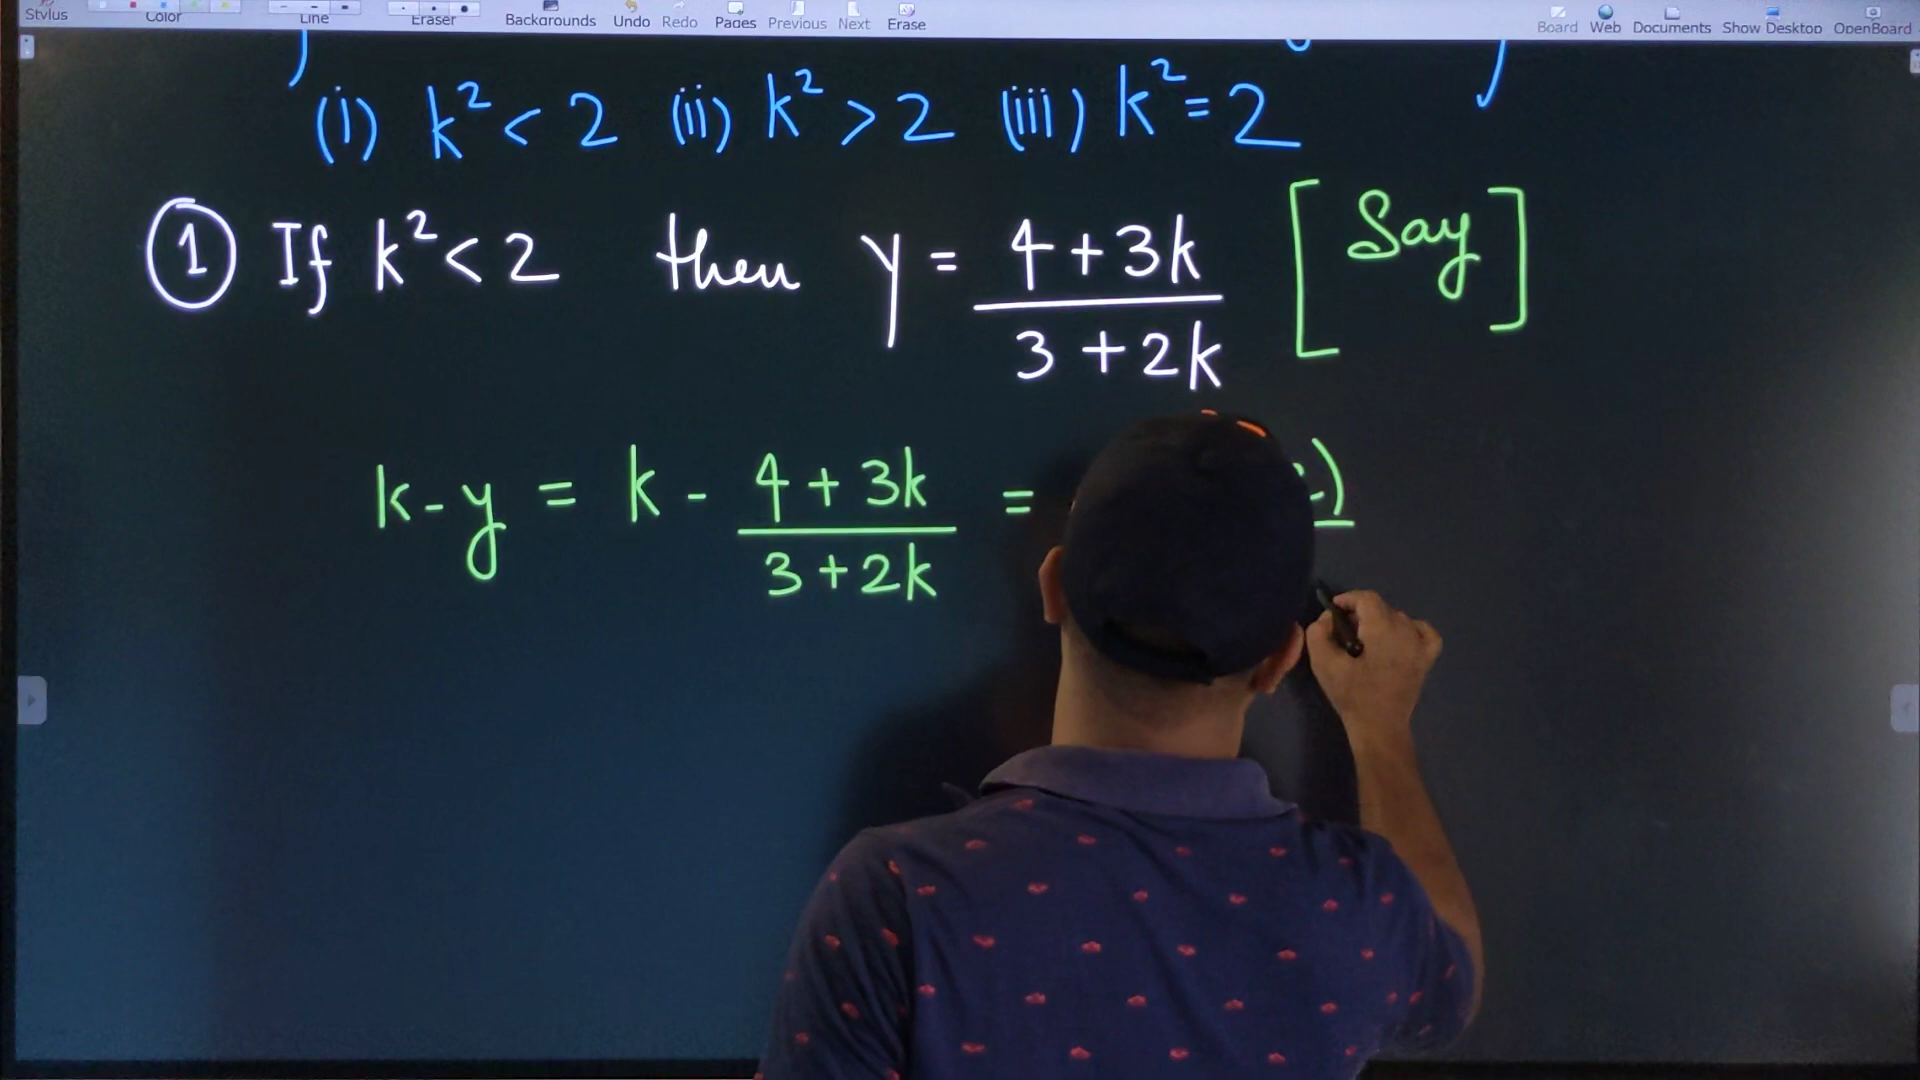 Stylus Color Line Eraser Backgrounds Undo Redo Pages Previous Next Erase Board Web Documents Show Desktop OpenBoard
(i) k² < 2 (ii) k² > 2 (iii) k² = 2
① If k² < 2 then y = (4 + 3k)/(3 + 2k) [Say]
k - y = k - (4 + 3k)/(3 + 2k) =